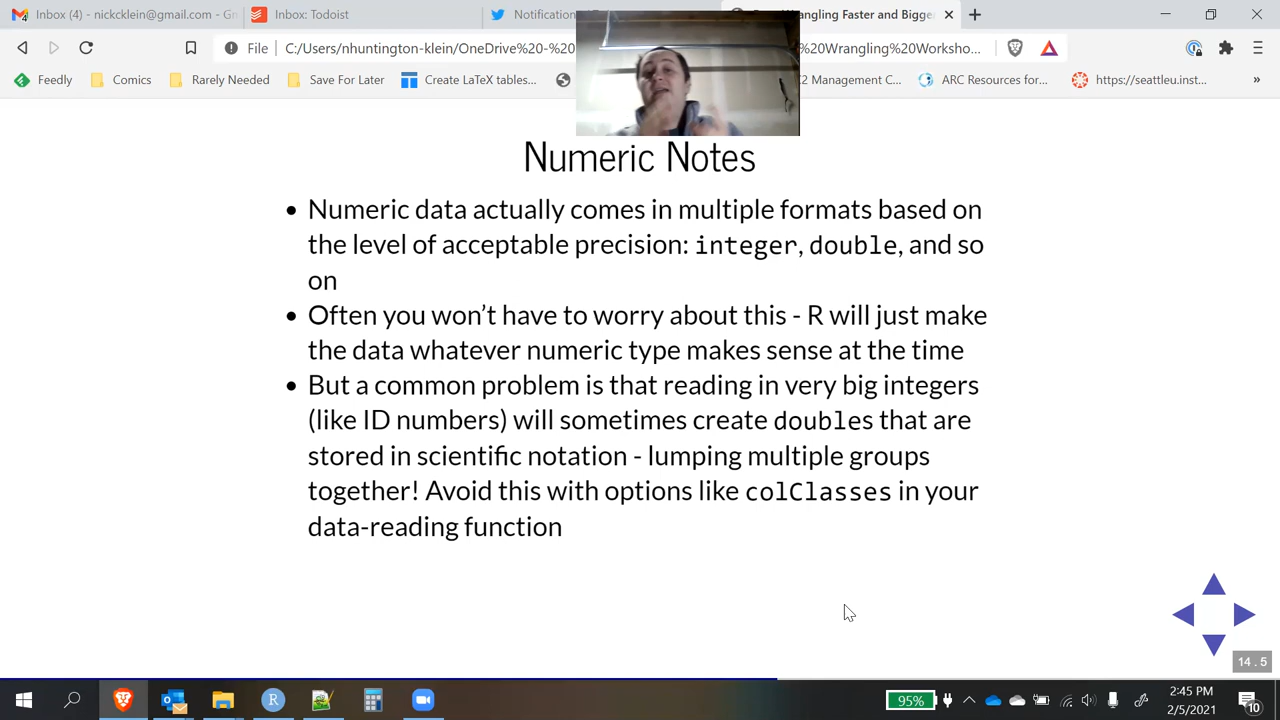 Inbox
nickcklein@gmail.com - G
Inbox: Todoist
Notification
Wrangling Faster and Bigge
File
C:/Users/nhuntington-klein/OneDrive%20-%20
%20Wrangling%20Worksho...
Feedly
Comics
Rarely Needed
Save For Later
Create LaTeX tables...
2 Management C...
ARC Resources for...
https://seattleu.inst...
»
Numeric Notes
• Numeric data actually comes in multiple formats based on
the level of acceptable precision: integer, double, and so
on
• Often you won’t have to worry about this - R will just make
the data whatever numeric type makes sense at the time
• But a common problem is that reading in very big integers
(like ID numbers) will sometimes create doubles that are
stored in scientific notation - lumping multiple groups
together! Avoid this with options like colClasses in your
data-reading function
14.5
95%
2:45 PM
2/5/2021
10